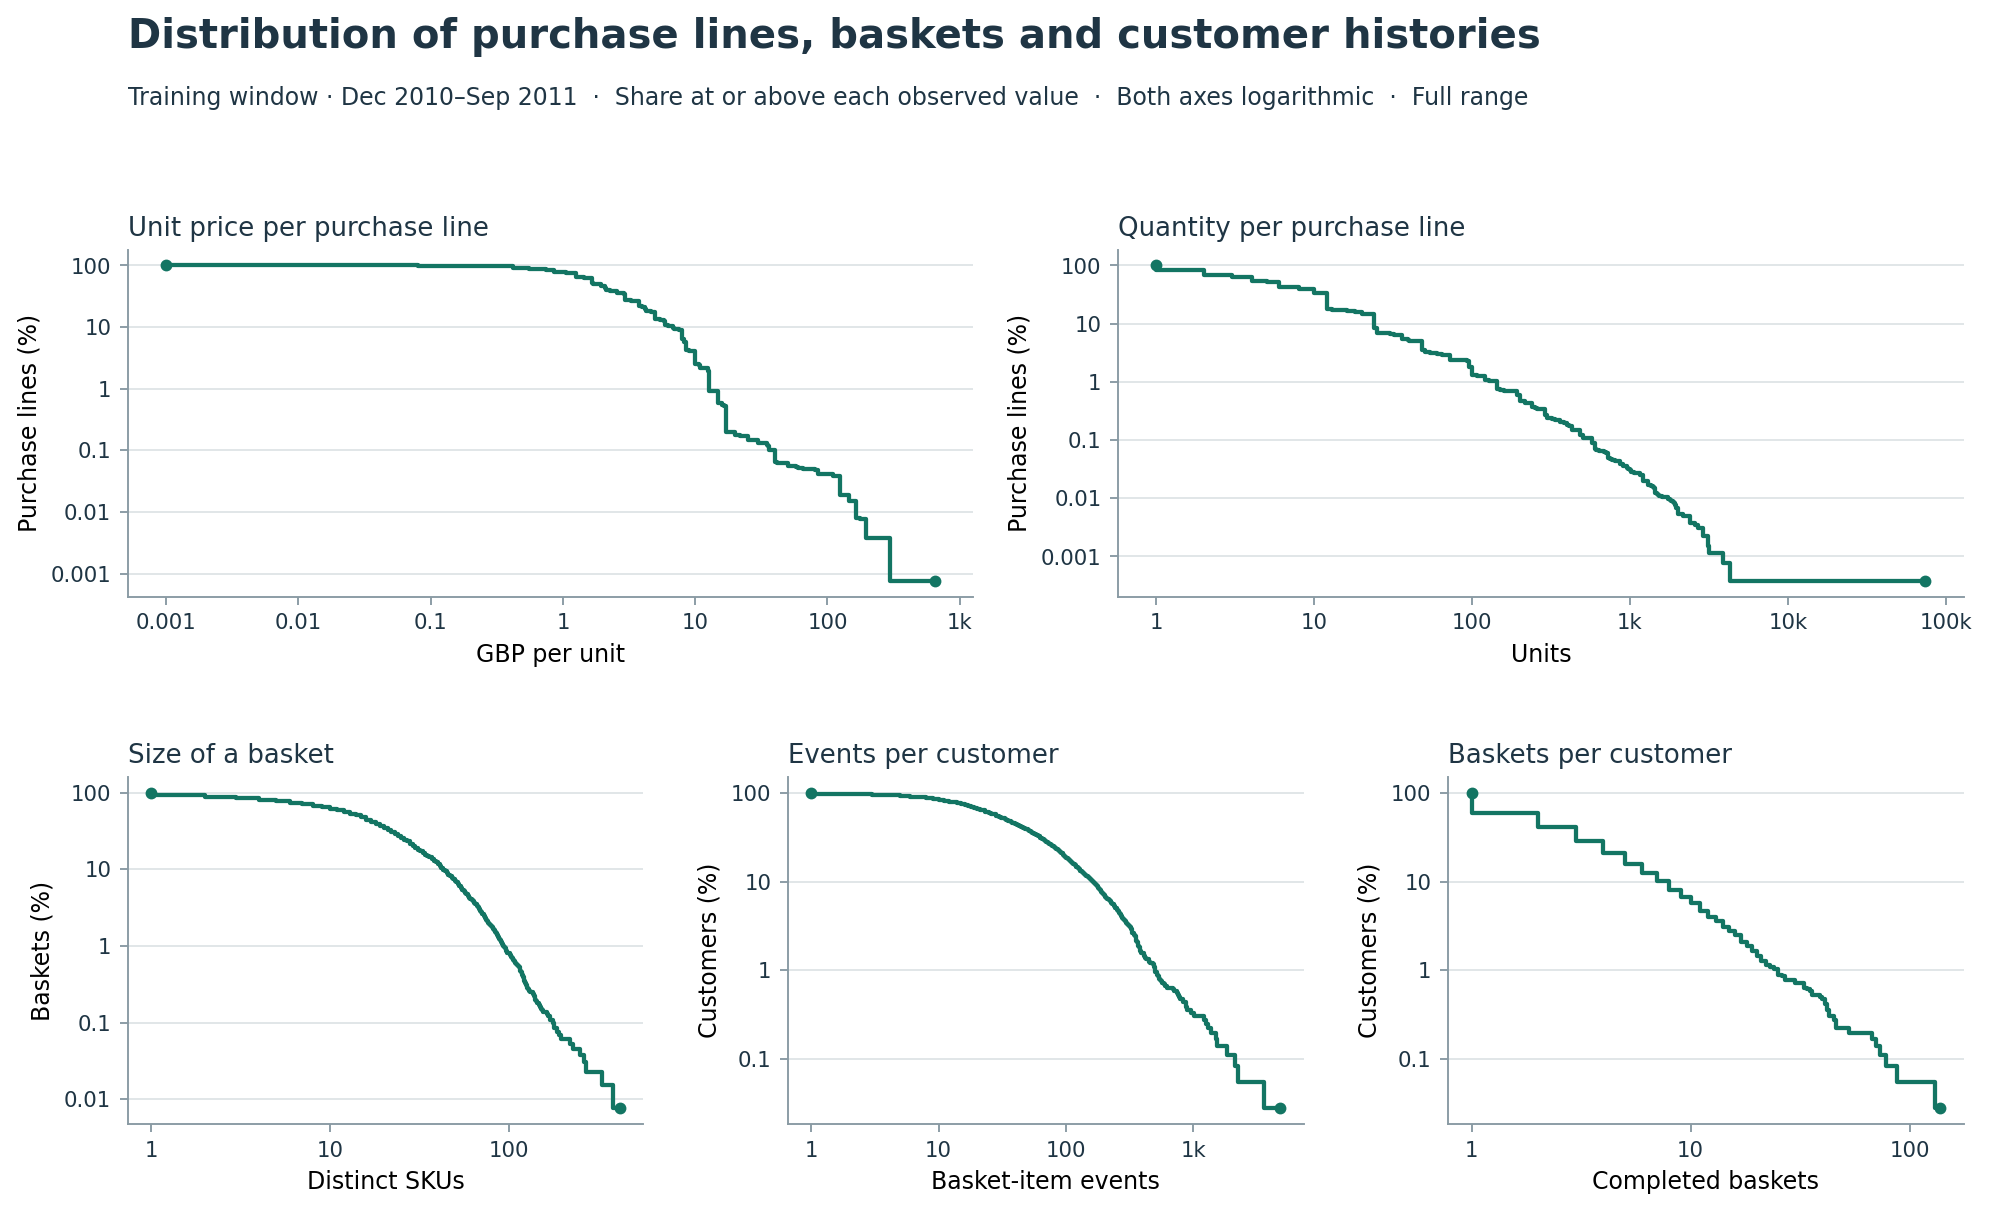 Distribution of purchase lines, baskets and customer histories
Training window · Dec 2010–Sep 2011 · Share at or above each observed value · Both axes logarithmic · Full range
Unit price per purchase line
Purchase lines (%)
100
10
1
0.1
0.01
0.001
0.001 0.01 0.1 1 10 100 1k
GBP per unit
Quantity per purchase line
Purchase lines (%)
100
10
1
0.1
0.01
0.001
1 10 100 1k 10k 100k
Units
Size of a basket
Baskets (%)
100
10
1
0.1
0.01
1 10 100
Distinct SKUs
Events per customer
Customers (%)
100
10
1
0.1
1 10 100 1k
Basket-item events
Baskets per customer
Customers (%)
100
10
1
0.1
1 10 100
Completed baskets